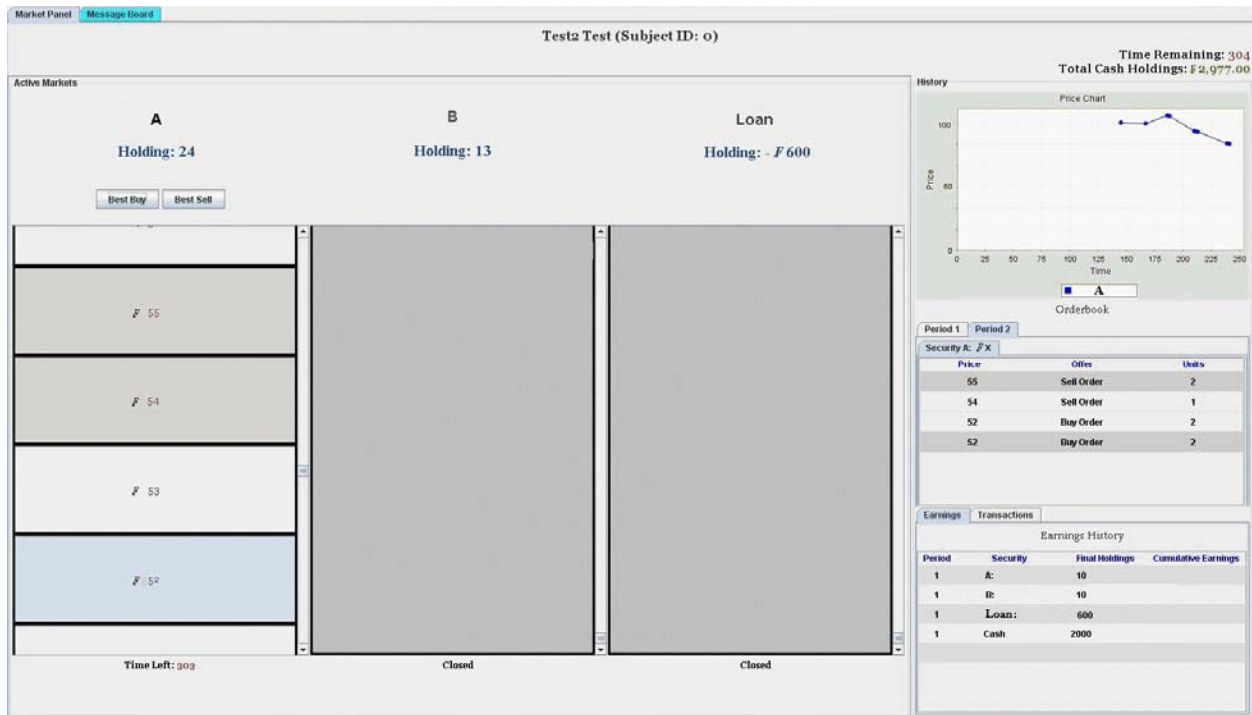 Market Panel Message Board
Test2 Test (Subject ID: 0)
Time Remaining: 304
Total Cash Holdings: ₣2,977.00
Active Markets
A
Holding: 24
Best Buy Best Sell
F 55
F 54
F 53
F 52
Time Left: 303
B
Holding: 13
Closed
Loan
Holding: - F 600
Closed
History
Price Chart
Price
100
50
0
0 25 50 75 100 125 150 175 200 225 250
Time
A
Orderbook
Period 1 Period 2
Security A: F x
Price Offer Units
55 Sell Order 2
54 Sell Order 1
52 Buy Order 2
52 Buy Order 2
Earnings Transactions
Earnings History
Period Security Final Holdings Cumulative Earnings
1 A: 10
1 B: 10
1 Loan: 600
1 Cash 2000